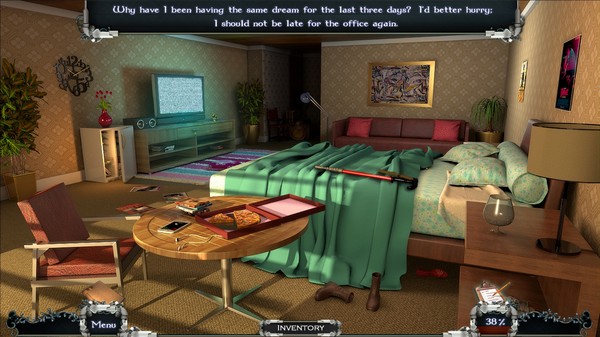 Why have I been having the same dream for the last three days? I'd better hurry;
I should not be late for the office again.
Menu
INVENTORY
38%